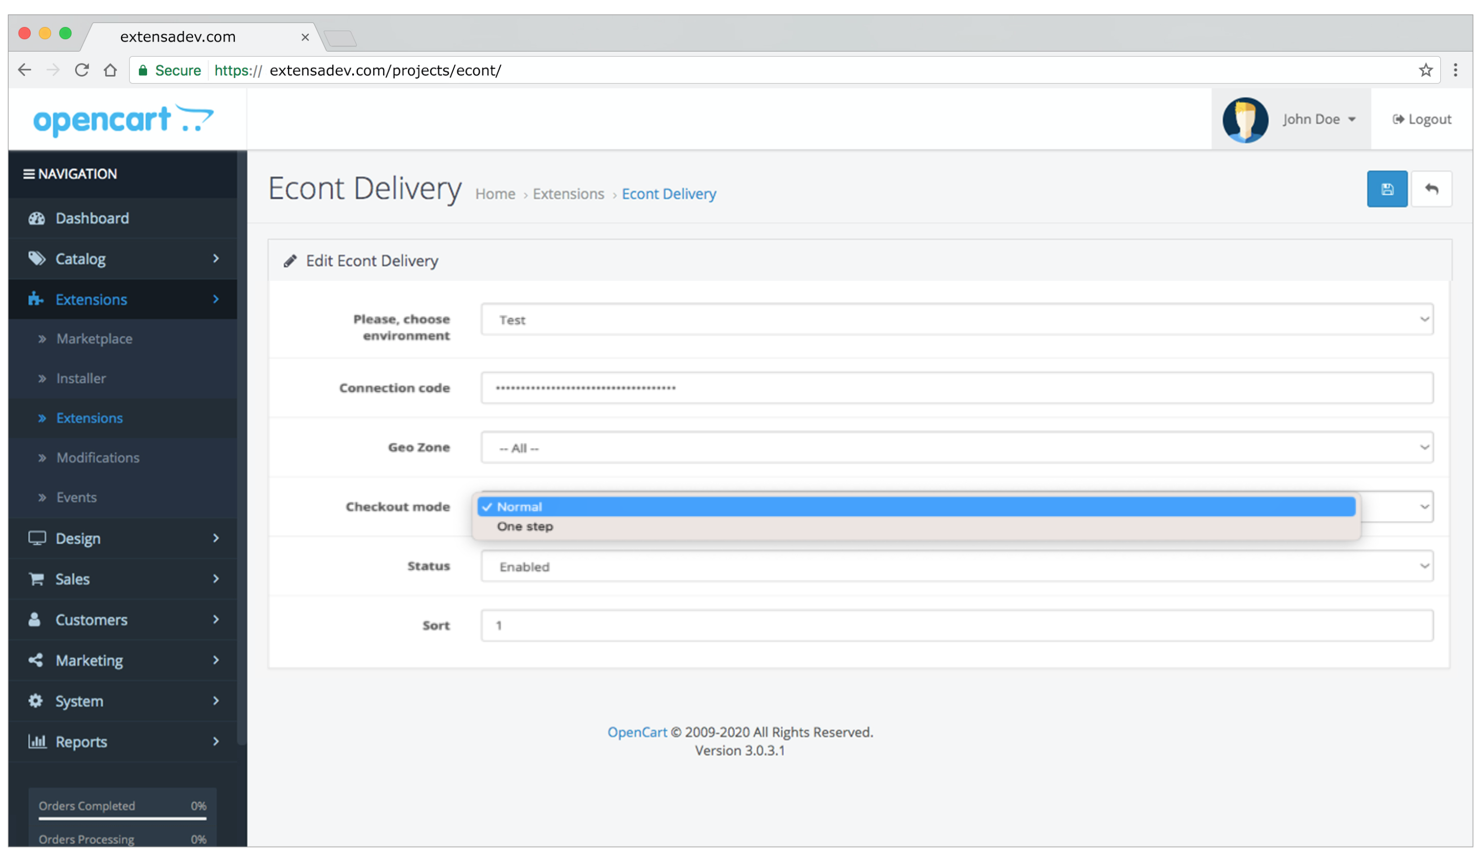 extensadev.com
Secure https:// extensadev.com/projects/econt/
opencart
John Doe
Logout
NAVIGATION
Dashboard
Catalog
Extensions
Marketplace
Installer
Extensions
Modifications
Events
Design
Sales
Customers
Marketing
System
Reports
Orders Completed 0%
Orders Processing 0%
Econt Delivery
Home › Extensions › Econt Delivery
Edit Econt Delivery
Please, choose
environment
Test
Connection code
••••••••••••••••••••••••••••••••••••
Geo Zone
-- All --
Checkout mode
✓ Normal
One step
Status
Enabled
Sort
1
OpenCart © 2009-2020 All Rights Reserved.
Version 3.0.3.1